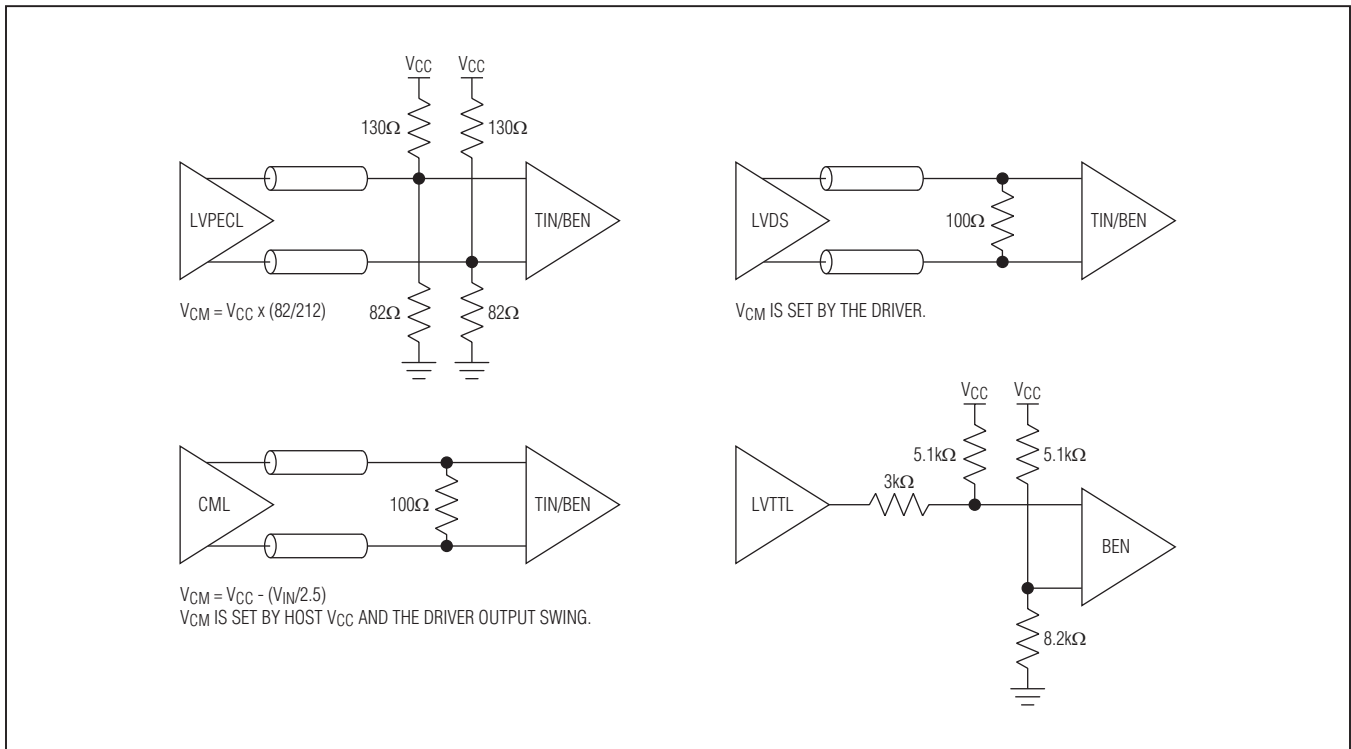 VCC VCC
130Ω 130Ω
LVPECL TIN/BEN
82Ω 82Ω
VCM = VCC x (82/212)
LVDS 100Ω TIN/BEN
VCM IS SET BY THE DRIVER.
CML 100Ω TIN/BEN
VCM = VCC - (VIN/2.5)
VCM IS SET BY HOST VCC AND THE DRIVER OUTPUT SWING.
VCC VCC
5.1kΩ 5.1kΩ
3kΩ
LVTTL
BEN
8.2kΩ